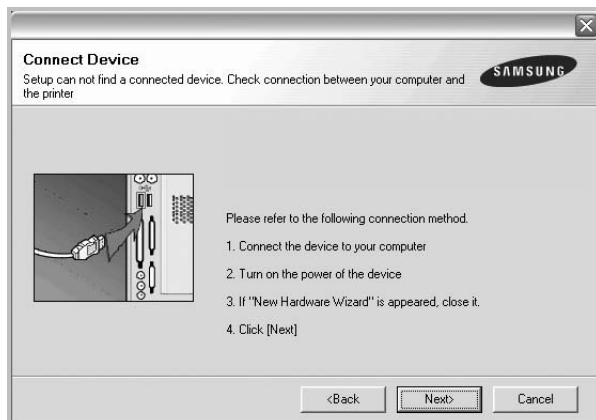 Connect Device
Setup can not find a connected device. Check connection between your computer and
the printer
SAMSUNG
Please refer to the following connection method.
1. Connect the device to your computer
2. Turn on the power of the device
3. If "New Hardware Wizard" is appeared, close it.
4. Click [Next]
<Back
Next>
Cancel